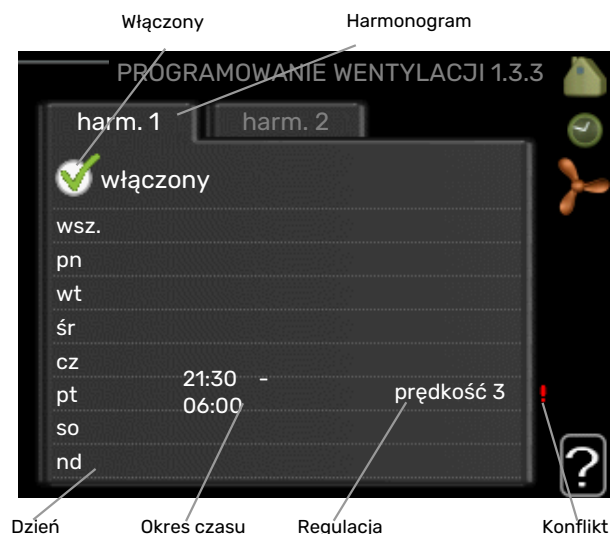 Włączony
Harmonogram
PROGRAMOWANIE WENTYLACJI 1.3.3
harm. 1
harm. 2
włączony
wsz.
pn
wt
śr
cz
pt
21:30 -
06:00
prędkość 3
!
so
nd
?
Dzień
Okres czasu
Regulacja
Konflikt